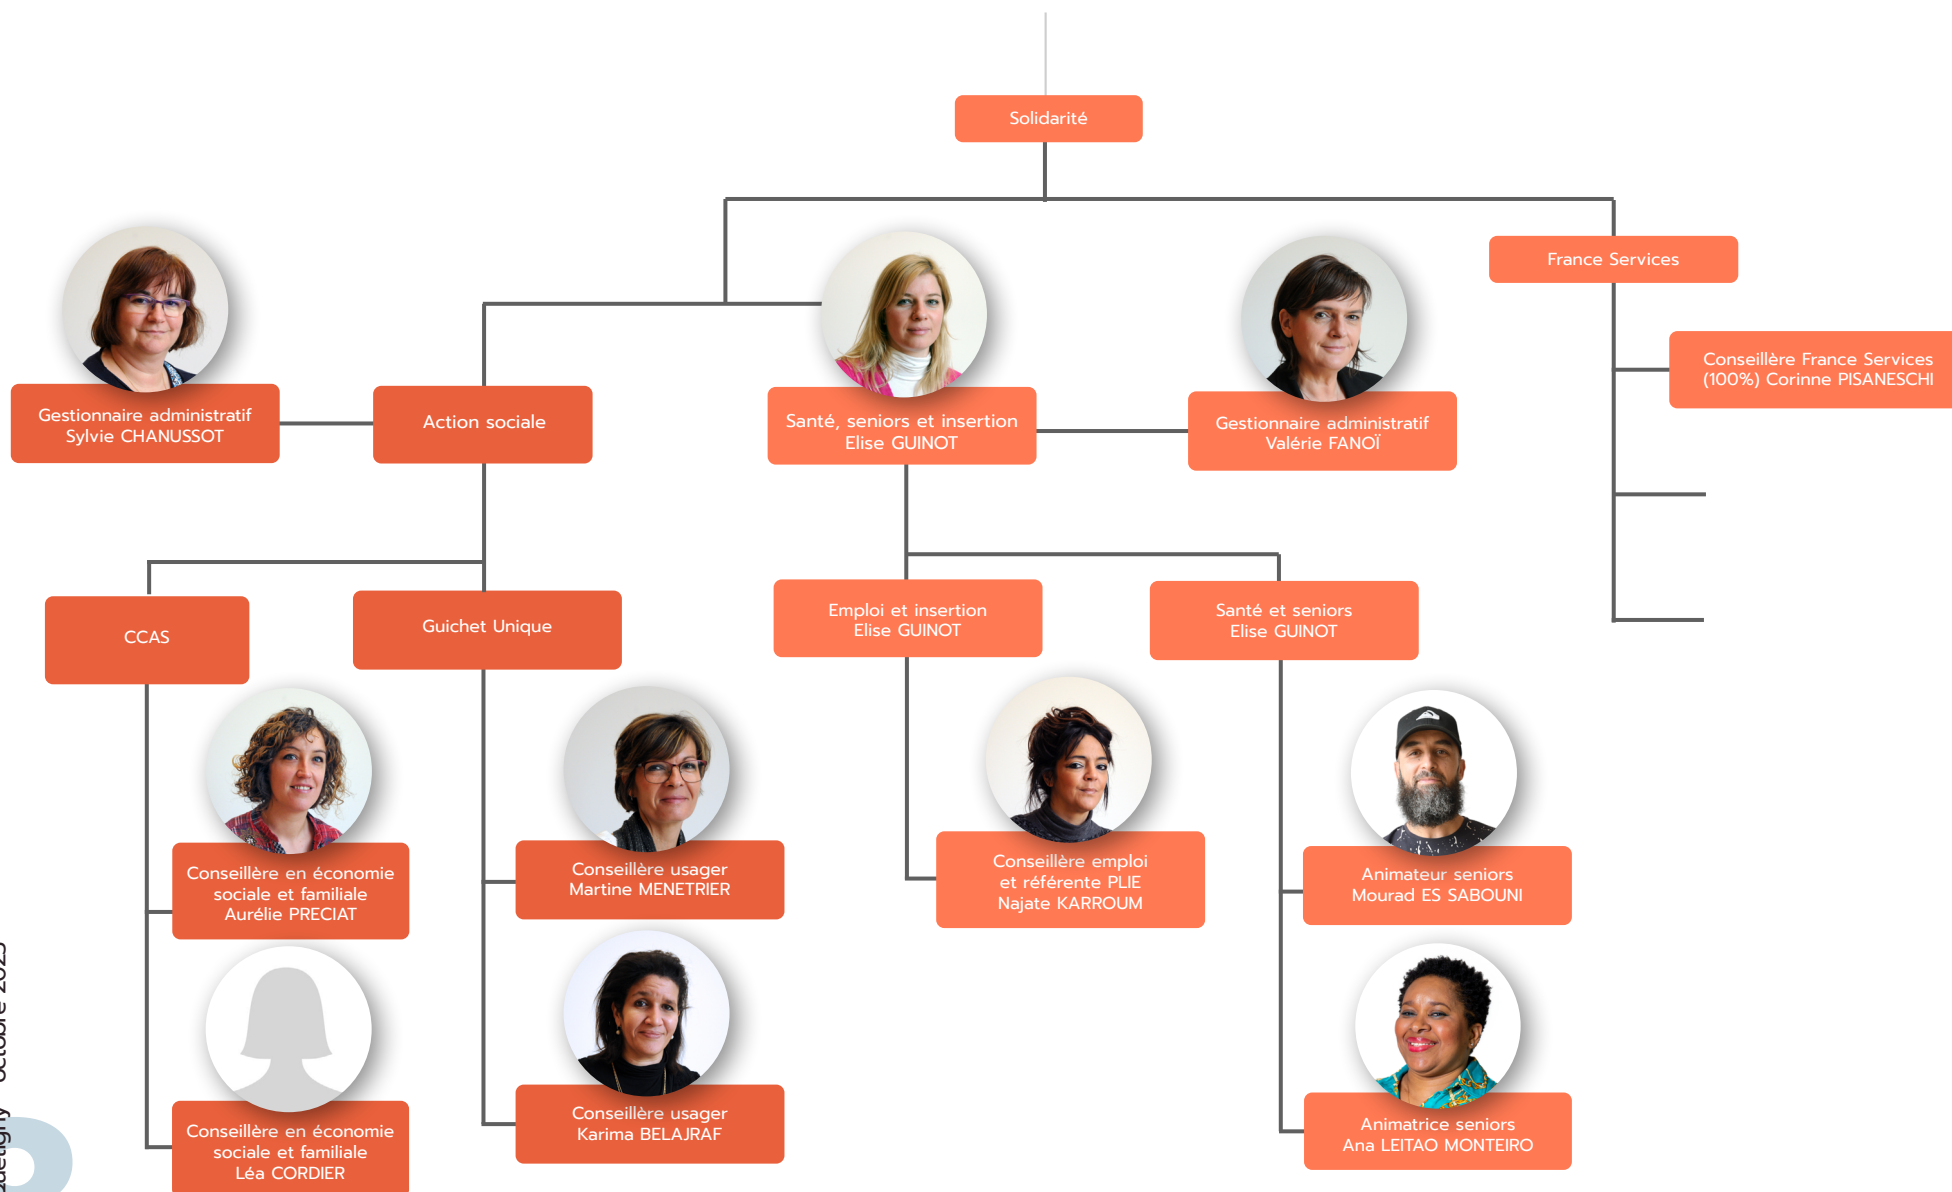 Solidarité
France Services
Conseillère France Services
(100%) Corinne PISANESCHI
Gestionnaire administratif
Sylvie CHANUSSOT
Action sociale
Santé, seniors et insertion
Elise GUINOT
Gestionnaire administratif
Valérie FANOÏ
CCAS
Guichet Unique
Emploi et insertion
Elise GUINOT
Santé et seniors
Elise GUINOT
Conseillère en économie
sociale et familiale
Aurélie PRECIAT
Conseillère usager
Martine MENETRIER
Conseillère emploi
et référente PLIE
Najate KARROUM
Animateur seniors
Mourad ES SABOUNI
Conseillère en économie
sociale et familiale
Léa CORDIER
Conseillère usager
Karima BELAJRAF
Animatrice seniors
Ana LEITAO MONTEIRO
octobre 2023